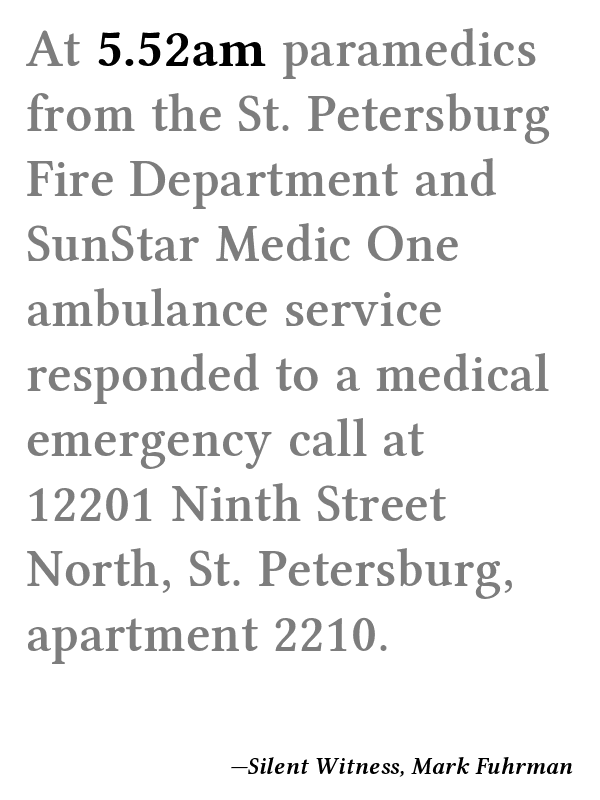 At 5.52am paramedics
from the St. Petersburg
Fire Department and
SunStar Medic One
ambulance service
responded to a medical
emergency call at
12201 Ninth Street
North, St. Petersburg,
apartment 2210.
—Silent Witness, Mark Fuhrman